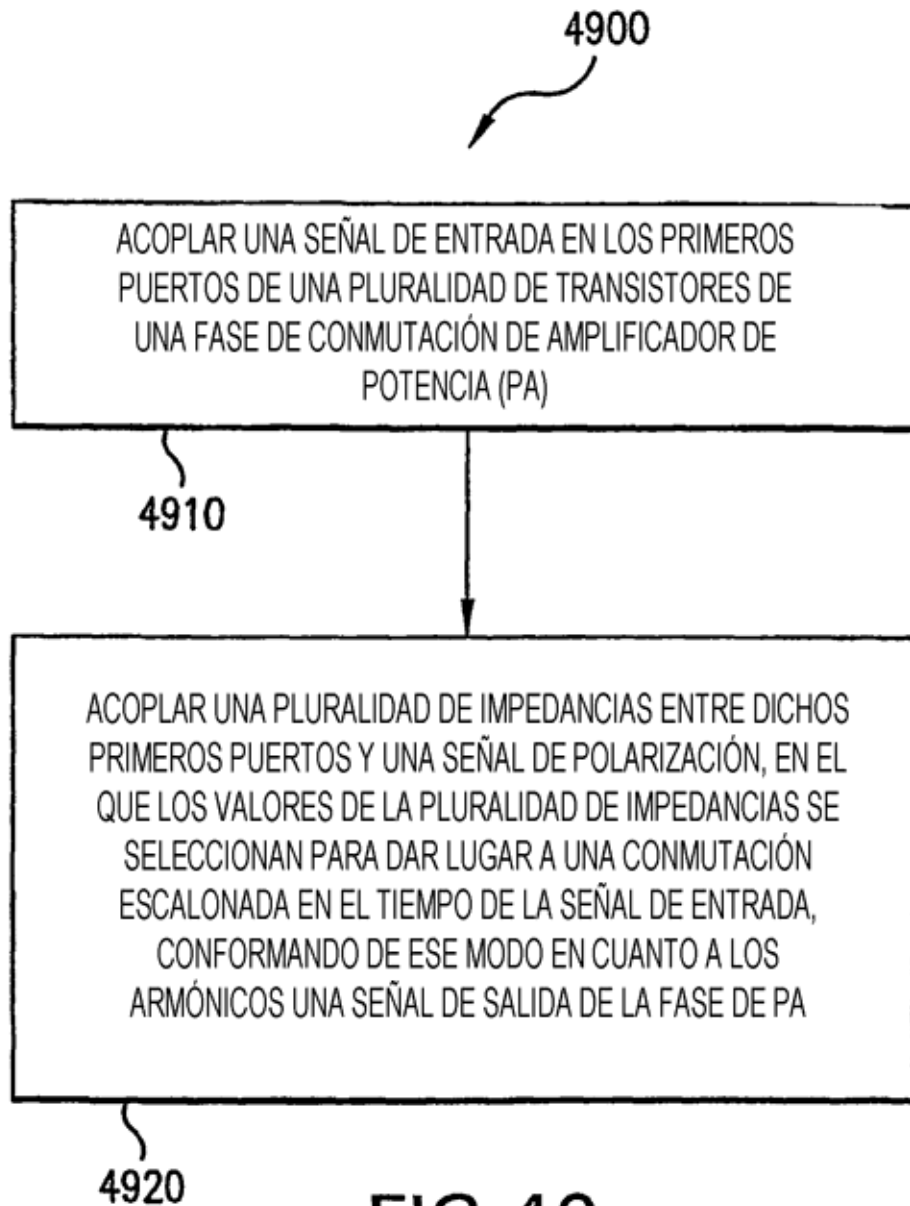 4900
ACOPLAR UNA SEÑAL DE ENTRADA EN LOS PRIMEROS
PUERTOS DE UNA PLURALIDAD DE TRANSISTORES DE
UNA FASE DE CONMUTACIÓN DE AMPLIFICADOR DE
POTENCIA (PA)
4910
ACOPLAR UNA PLURALIDAD DE IMPEDANCIAS ENTRE DICHOS
PRIMEROS PUERTOS Y UNA SEÑAL DE POLARIZACIÓN, EN EL
QUE LOS VALORES DE LA PLURALIDAD DE IMPEDANCIAS SE
SELECCIONAN PARA DAR LUGAR A UNA CONMUTACIÓN
ESCALONADA EN EL TIEMPO DE LA SEÑAL DE ENTRADA,
CONFORMANDO DE ESE MODO EN CUANTO A LOS
ARMÓNICOS UNA SEÑAL DE SALIDA DE LA FASE DE PA
4920